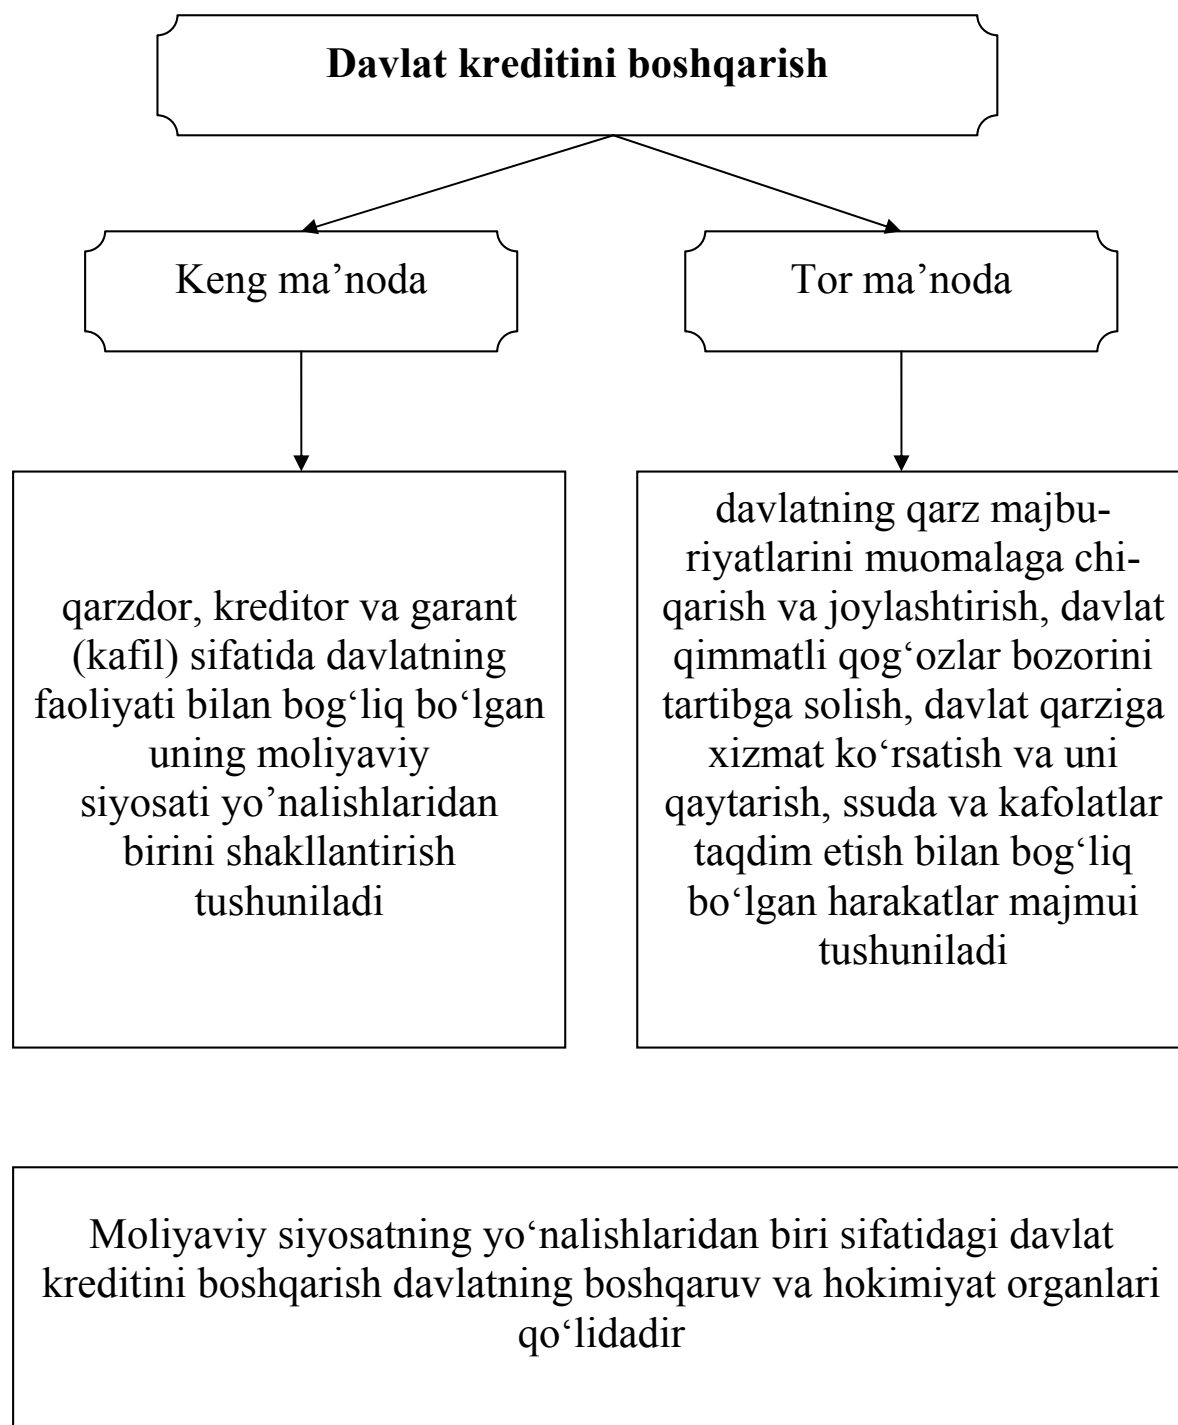 Davlat kreditini boshqarish
Keng ma’noda
Tor ma’noda
qarzdor, kreditor va garant
(kafil) sifatida davlatning
faoliyati bilan bog‘liq bo‘lgan
uning moliyaviy
siyosati yo’nalishlaridan
birini shakllantirish
tushuniladi
davlatning qarz majbu-
riyatlarini muomalaga chi-
qarish va joylashtirish, davlat
qimmatli qog‘ozlar bozorini
tartibga solish, davlat qarziga
xizmat ko‘rsatish va uni
qaytarish, ssuda va kafolatlar
taqdim etish bilan bog‘liq
bo‘lgan harakatlar majmui
tushuniladi
Moliyaviy siyosatning yo‘nalishlaridan biri sifatidagi davlat
kreditini boshqarish davlatning boshqaruv va hokimiyat organlari
qo‘lidadir